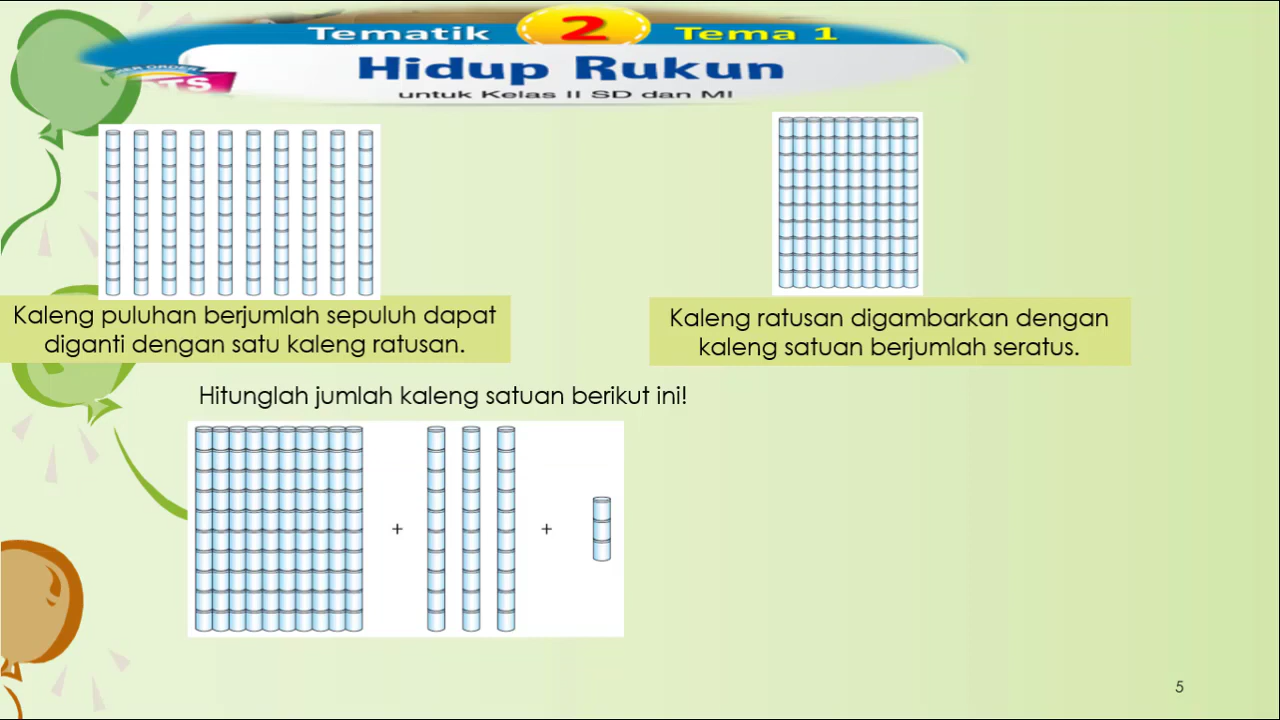 Tematik 2 Tema 1
Hidup Rukun
untuk Kelas II SD dan MI
Kaleng puluhan berjumlah sepuluh dapat
diganti dengan satu kaleng ratusan.
Kaleng ratusan digambarkan dengan
kaleng satuan berjumlah seratus.
Hitunglah jumlah kaleng satuan berikut ini!
+ +
5